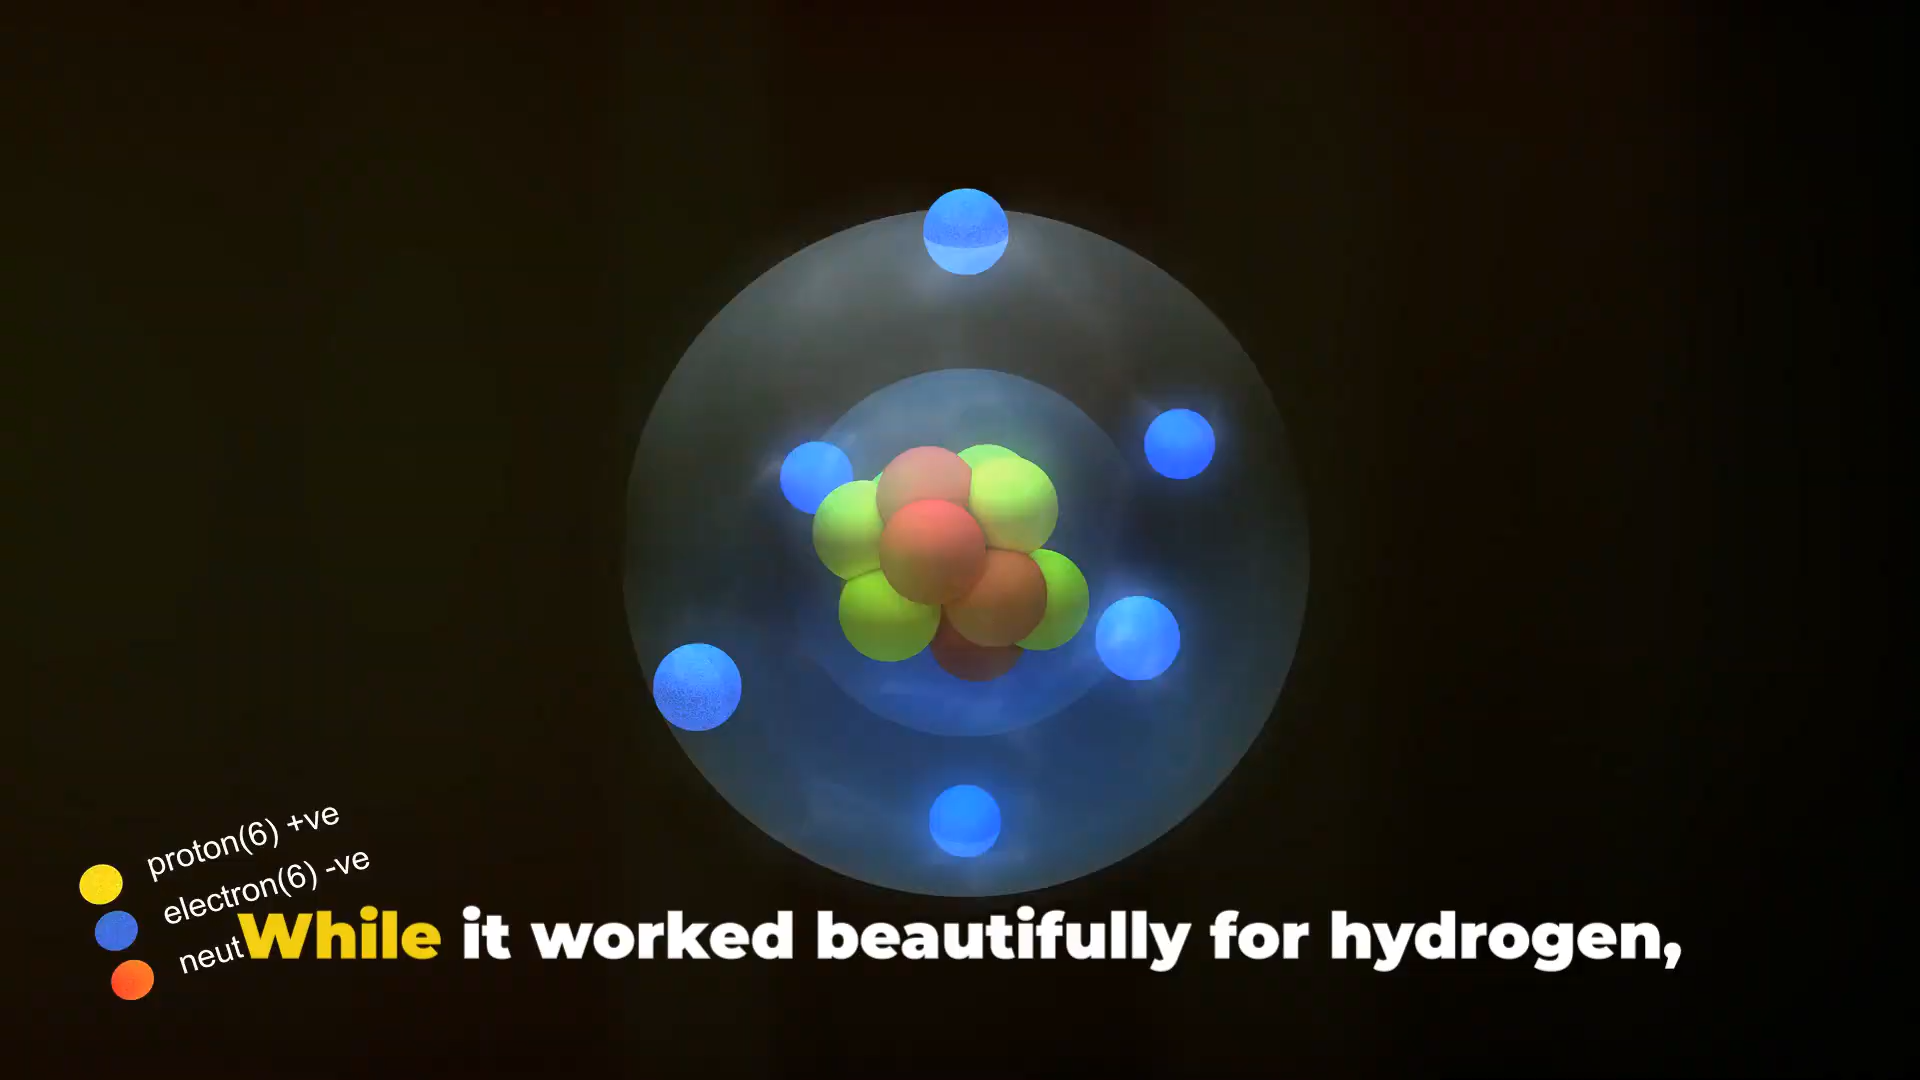 proton(6) +ve
electron(6) -ve
neut
While it worked beautifully for hydrogen,